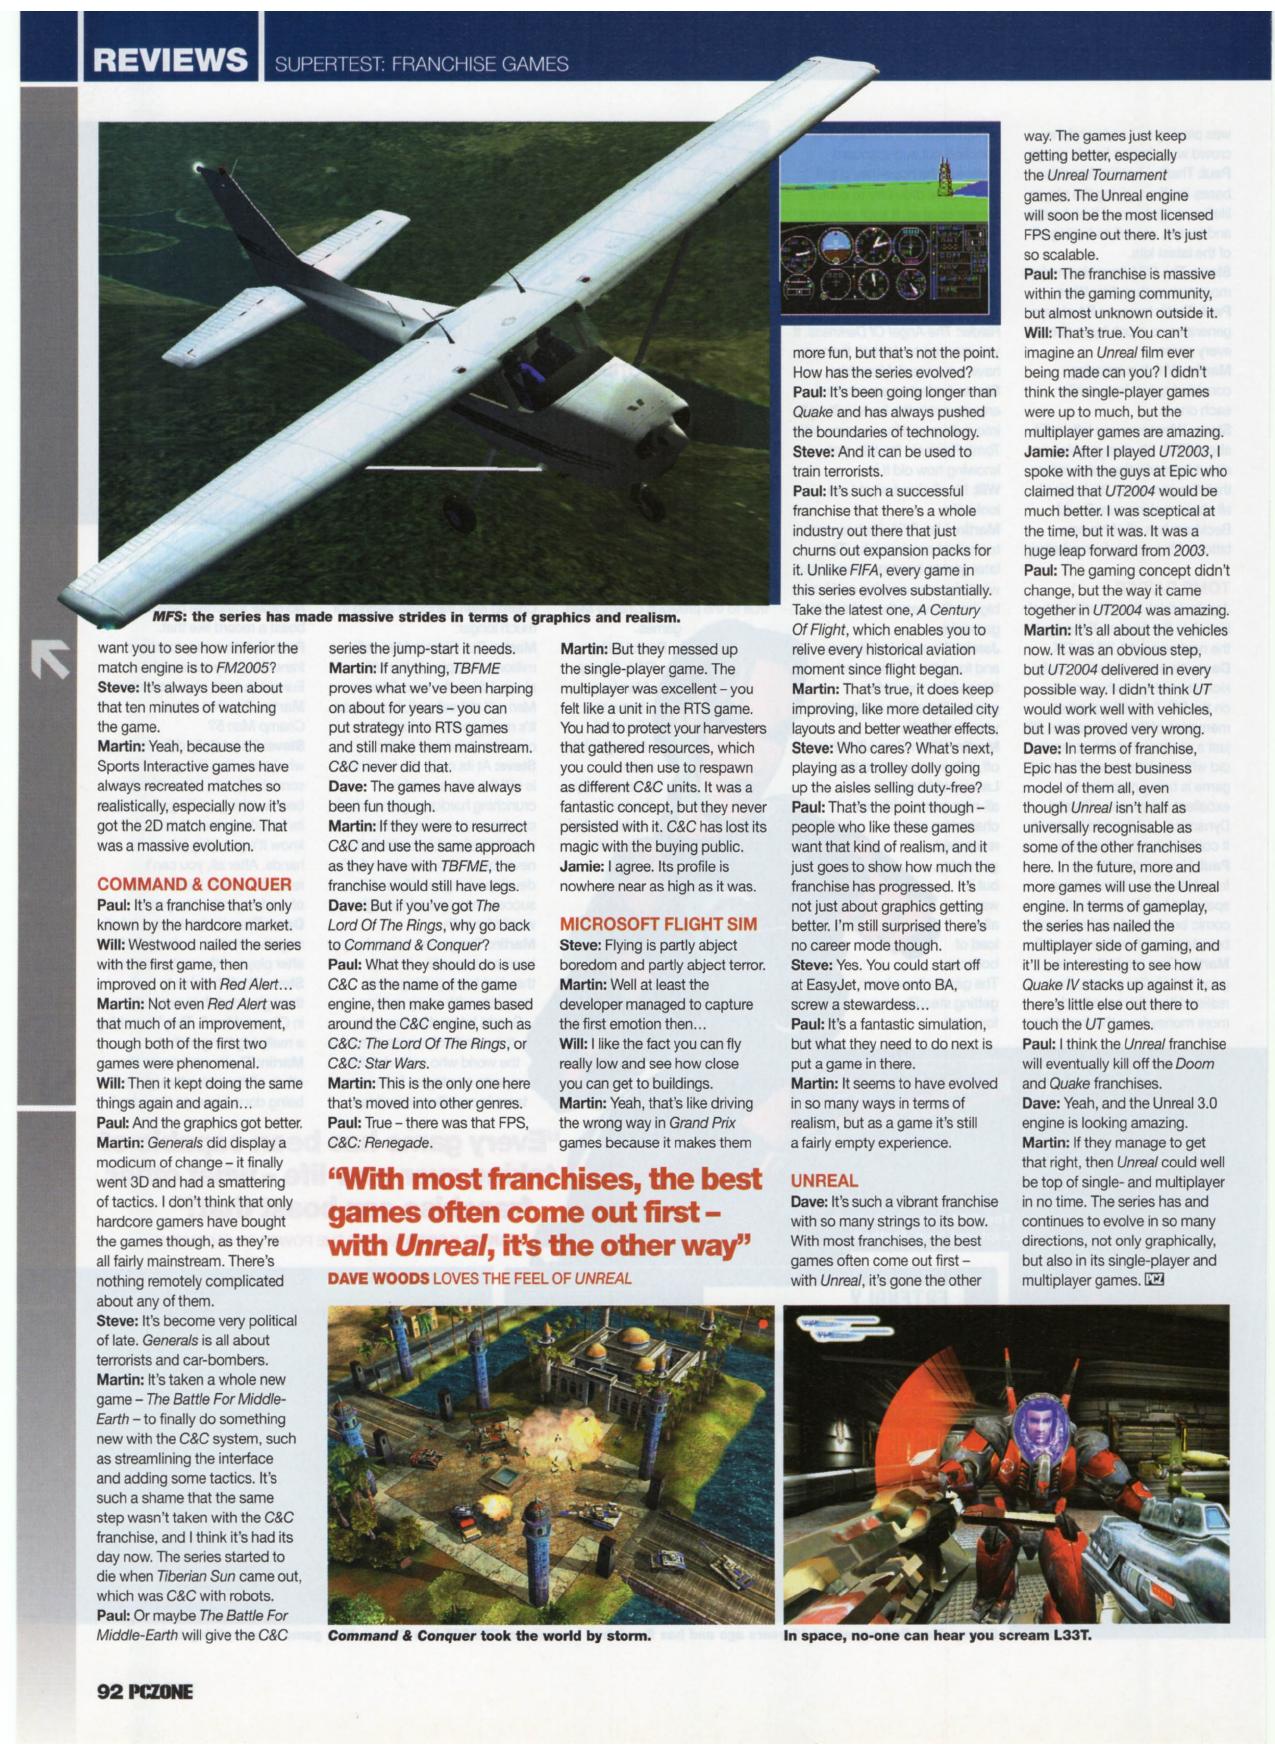 REVIEWS
SUPERTEST: FRANCHISE GAMES
MFS: the series has made massive strides in terms of graphics and realism.
want you to see how inferior the
match engine is to FM2005?
Steve: It's always been about
that ten minutes of watching
the game.
Martin: Yeah, because the
Sports Interactive games have
always recreated matches so
realistically, especially now it's
got the 2D match engine. That
was a massive evolution.
COMMAND & CONQUER
Paul: It's a franchise that's only
known by the hardcore market.
Will: Westwood nailed the series
with the first game, then
improved on it with Red Alert...
Martin: Not even Red Alert was
that much of an improvement,
though both of the first two
games were phenomenal.
Will: Then it kept doing the same
things again and again...
Paul: And the graphics got better.
Martin: Generals did display a
modicum of change – it finally
went 3D and had a smattering
of tactics. I don't think that only
hardcore gamers have bought
the games though, as they're
all fairly mainstream. There's
nothing remotely complicated
about any of them.
Steve: It's become very political
of late. Generals is all about
terrorists and car-bombers.
Martin: It's taken a whole new
game – The Battle For Middle-
Earth – to finally do something
new with the C&C system, such
as streamlining the interface
and adding some tactics. It's
such a shame that the same
step wasn't taken with the C&C
franchise, and I think it's had its
day now. The series started to
die when Tiberian Sun came out,
which was C&C with robots.
Paul: Or maybe The Battle For
Middle-Earth will give the C&C
series the jump-start it needs.
Martin: If anything, TBFME
proves what we've been harping
on about for years – you can
put strategy into RTS games
and still make them mainstream.
C&C never did that.
Dave: The games have always
been fun though.
Martin: If they were to resurrect
C&C and use the same approach
as they have with TBFME, the
franchise would still have legs.
Dave: But if you've got The
Lord Of The Rings, why go back
to Command & Conquer?
Paul: What they should do is use
C&C as the name of the game
engine, then make games based
around the C&C engine, such as
C&C: The Lord Of The Rings, or
C&C: Star Wars.
Martin: This is the only one here
that's moved into other genres.
Paul: True – there was that FPS,
C&C: Renegade.
Martin: But they messed up
the single-player game. The
multiplayer was excellent – you
felt like a unit in the RTS game.
You had to protect your harvesters
that gathered resources, which
you could then use to respawn
as different C&C units. It was a
fantastic concept, but they never
persisted with it. C&C has lost its
magic with the buying public.
Jamie: I agree. Its profile is
nowhere near as high as it was.
MICROSOFT FLIGHT SIM
Steve: Flying is partly abject
boredom and partly abject terror.
Martin: Well at least the
developer managed to capture
the first emotion then...
Will: I like the fact you can fly
really low and see how close
you can get to buildings.
Martin: Yeah, that's like driving
the wrong way in Grand Prix
games because it makes them
more fun, but that's not the point.
How has the series evolved?
Paul: It's been going longer than
Quake and has always pushed
the boundaries of technology.
Steve: And it can be used to
train terrorists.
Paul: It's such a successful
franchise that there's a whole
industry out there that just
churns out expansion packs for
it. Unlike FIFA, every game in
this series evolves substantially.
Take the latest one, A Century
Of Flight, which enables you to
relive every historical aviation
moment since flight began.
Martin: That's true, it does keep
improving, like more detailed city
layouts and better weather effects.
Steve: Who cares? What's next,
playing as a trolley dolly going
up the aisles selling duty-free?
Paul: That's the point though –
people who like these games
want that kind of realism, and it
just goes to show how much the
franchise has progressed. It's
not just about graphics getting
better. I'm still surprised there's
no career mode though.
Steve: Yes. You could start off
at EasyJet, move onto BA,
screw a stewardess...
Paul: It's a fantastic simulation,
but what they need to do next is
put a game in there.
Martin: It seems to have evolved
in so many ways in terms of
realism, but as a game it's still
a fairly empty experience.
UNREAL
Dave: It's such a vibrant franchise
with so many strings to its bow.
With most franchises, the best
games often come out first –
with Unreal, it's gone the other
way. The games just keep
getting better, especially
the Unreal Tournament
games. The Unreal engine
will soon be the most licensed
FPS engine out there. It's just
so scalable.
Paul: The franchise is massive
within the gaming community,
but almost unknown outside it.
Will: That's true. You can't
imagine an Unreal film ever
being made can you? I didn't
think the single-player games
were up to much, but the
multiplayer games are amazing.
Jamie: After I played UT2003, I
spoke with the guys at Epic who
claimed that UT2004 would be
much better. I was sceptical at
the time, but it was. It was a
huge leap forward from 2003.
Paul: The gaming concept didn't
change, but the way it came
together in UT2004 was amazing.
Martin: It's all about the vehicles
now. It was an obvious step,
but UT2004 delivered in every
possible way. I didn't think UT
would work well with vehicles,
but I was proved very wrong.
Dave: In terms of franchise,
Epic has the best business
model of them all, even
though Unreal isn't half as
universally recognisable as
some of the other franchises
here. In the future, more and
more games will use the Unreal
engine. In terms of gameplay,
the series has nailed the
multiplayer side of gaming, and
it'll be interesting to see how
Quake IV stacks up against it, as
there's little else out there to
touch the UT games.
Paul: I think the Unreal franchise
will eventually kill off the Doom
and Quake franchises.
Dave: Yeah, and the Unreal 3.0
engine is looking amazing.
Martin: If they manage to get
that right, then Unreal could well
be top of single- and multiplayer
in no time. The series has and
continues to evolve in so many
directions, not only graphically,
but also in its single-player and
multiplayer games. PCZ
"With most franchises, the best
games often come out first –
with Unreal, it's the other way"
DAVE WOODS LOVES THE FEEL OF UNREAL
Command & Conquer took the world by storm.
In space, no-one can hear you scream L33T.
92 PCZONE